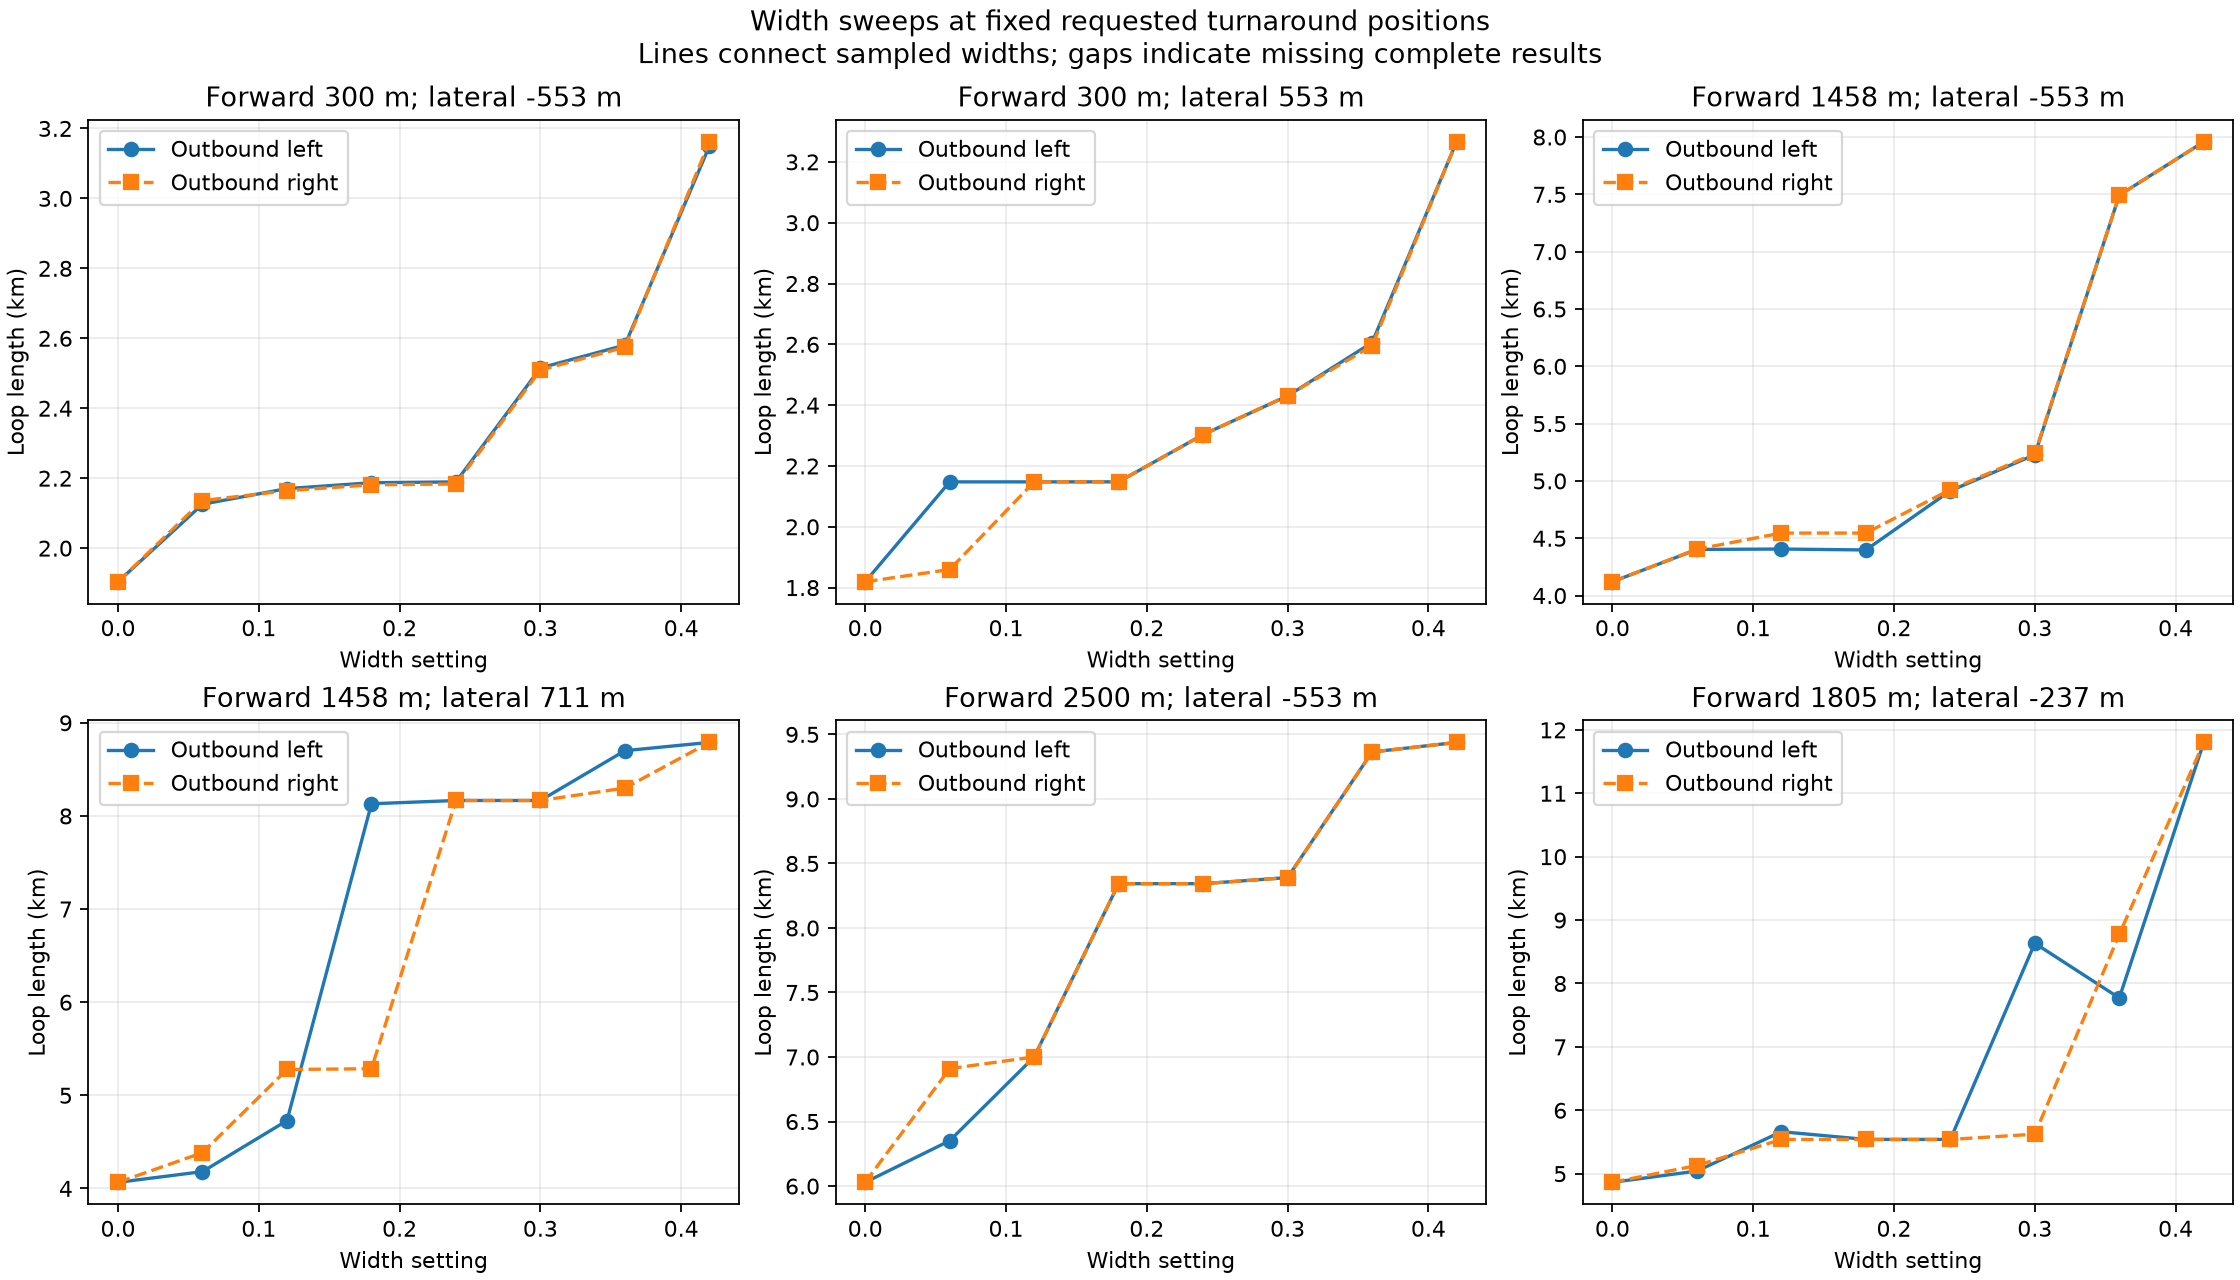 Width sweeps at fixed requested turnaround positions
Lines connect sampled widths; gaps indicate missing complete results
Forward 300 m; lateral -553 m
Outbound left
Outbound right
Loop length (km)
3.2
3.0
2.8
2.6
2.4
2.2
2.0
0.0 0.1 0.2 0.3 0.4
Width setting
Forward 300 m; lateral 553 m
Outbound left
Outbound right
Loop length (km)
3.2
3.0
2.8
2.6
2.4
2.2
2.0
1.8
0.0 0.1 0.2 0.3 0.4
Width setting
Forward 1458 m; lateral -553 m
Outbound left
Outbound right
Loop length (km)
8.0
7.5
7.0
6.5
6.0
5.5
5.0
4.5
4.0
0.0 0.1 0.2 0.3 0.4
Width setting
Forward 1458 m; lateral 711 m
Outbound left
Outbound right
Loop length (km)
9
8
7
6
5
4
0.0 0.1 0.2 0.3 0.4
Width setting
Forward 2500 m; lateral -553 m
Outbound left
Outbound right
Loop length (km)
9.5
9.0
8.5
8.0
7.5
7.0
6.5
6.0
0.0 0.1 0.2 0.3 0.4
Width setting
Forward 1805 m; lateral -237 m
Outbound left
Outbound right
Loop length (km)
12
11
10
9
8
7
6
5
0.0 0.1 0.2 0.3 0.4
Width setting